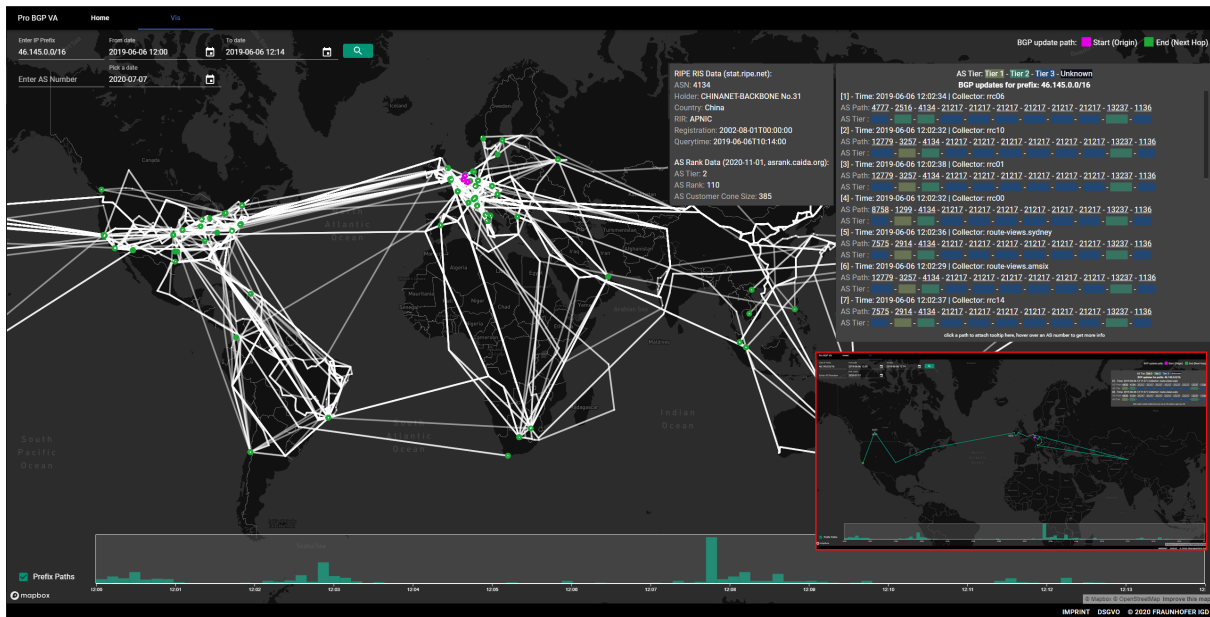 Pro BGP VA Home Vis
Enter IP Prefix From date To date
46.145.0.0/16 2019-06-06 12:00 2019-06-06 12:14
Pick a date
Enter AS Number 2020-07-07
BGP update path: Start (Origin) End (Next Hop)
RIPE RIS Data (stat.ripe.net):
ASN: 4134
Holder: CHINANET-BACKBONE No.31
Country: China
RIR: APNIC
Registration: 2002-08-01T00:00:00
Querytime: 2019-06-06T10:14:00
AS Rank Data (2020-11-01, asrank.caida.org):
AS Tier: 2
AS Rank: 110
AS Customer Cone Size: 385
AS Tier: Tier 1 - Tier 2 - Tier 3 - Unknown
BGP updates for prefix: 46.145.0.0/16
[1] - Time: 2019-06-06 12:02:34 | Collector: rrc06
AS Path: 4777 - 2516 - 4134 - 21217 - 21217 - 21217 - 21217 - 21217 - 21217 - 13237 - 1136
AS Tier :
[2] - Time: 2019-06-06 12:02:32 | Collector: rrc10
AS Path: 12779 - 3257 - 4134 - 21217 - 21217 - 21217 - 21217 - 21217 - 21217 - 13237 - 1136
AS Tier :
[3] - Time: 2019-06-06 12:02:38 | Collector: rrc01
AS Path: 12779 - 3257 - 4134 - 21217 - 21217 - 21217 - 21217 - 21217 - 21217 - 13237 - 1136
AS Tier :
[4] - Time: 2019-06-06 12:02:32 | Collector: rrc00
AS Path: 8758 - 1299 - 4134 - 21217 - 21217 - 21217 - 21217 - 21217 - 21217 - 13237 - 1136
AS Tier :
[5] - Time: 2019-06-06 12:02:36 | Collector: route-views.sydney
AS Path: 7575 - 2914 - 4134 - 21217 - 21217 - 21217 - 21217 - 21217 - 21217 - 13237 - 1136
AS Tier :
[6] - Time: 2019-06-06 12:02:29 | Collector: route-views.amsix
AS Path: 12779 - 3257 - 4134 - 21217 - 21217 - 21217 - 21217 - 21217 - 21217 - 13237 - 1136
AS Tier :
[7] - Time: 2019-06-06 12:02:37 | Collector: rrc14
AS Path: 7575 - 2914 - 4134 - 21217 - 21217 - 21217 - 21217 - 21217 - 21217 - 13237 - 1136
AS Tier :
click a path to attach tooltip here, hover over an AS number to get more info
Iceland
Sweden
Canada
Atlantic
Ocean
Turkmenistan
Afghanistan
Algeria
Mauritania
Niger
Chad
Maldives
Indian
Ocean
South
Pacific
Ocean
Atlantic
Ocean
Prefix Paths
12:00 12:01 12:02 12:03 12:04 12:05 12:06 12:07 12:08 12:09 12:10 12:11 12:12 12:13
mapbox
© Mapbox © OpenStreetMap Improve this map
IMPRINT DSGVO © 2020 FRAUNHOFER IGD